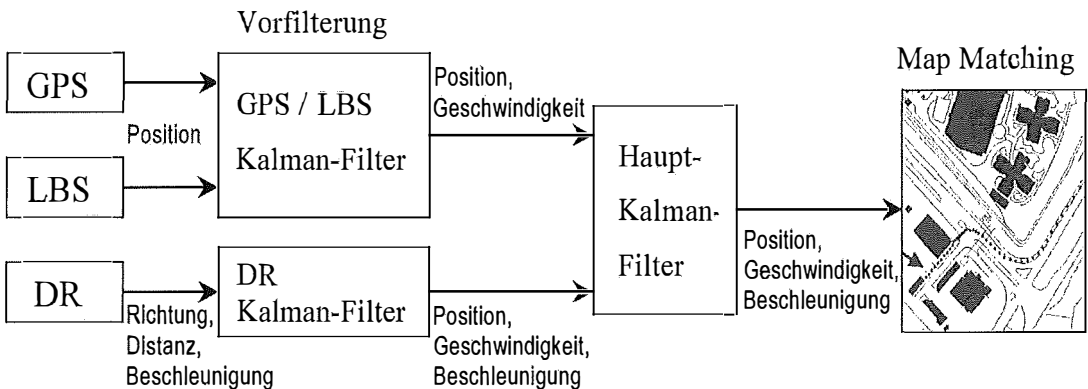 Vorfilterung
Map Matching
GPS
Position
LBS
GPS / LBS
Kalman-Filter
Position,
Geschwindigkeit
DR
Richtung,
Distanz,
Beschleunigung
DR
Kalman-Filter
Position,
Geschwindigkeit,
Beschleunigung
Haupt-
Kalman-
Filter
Position,
Geschwindigkeit,
Beschleunigung